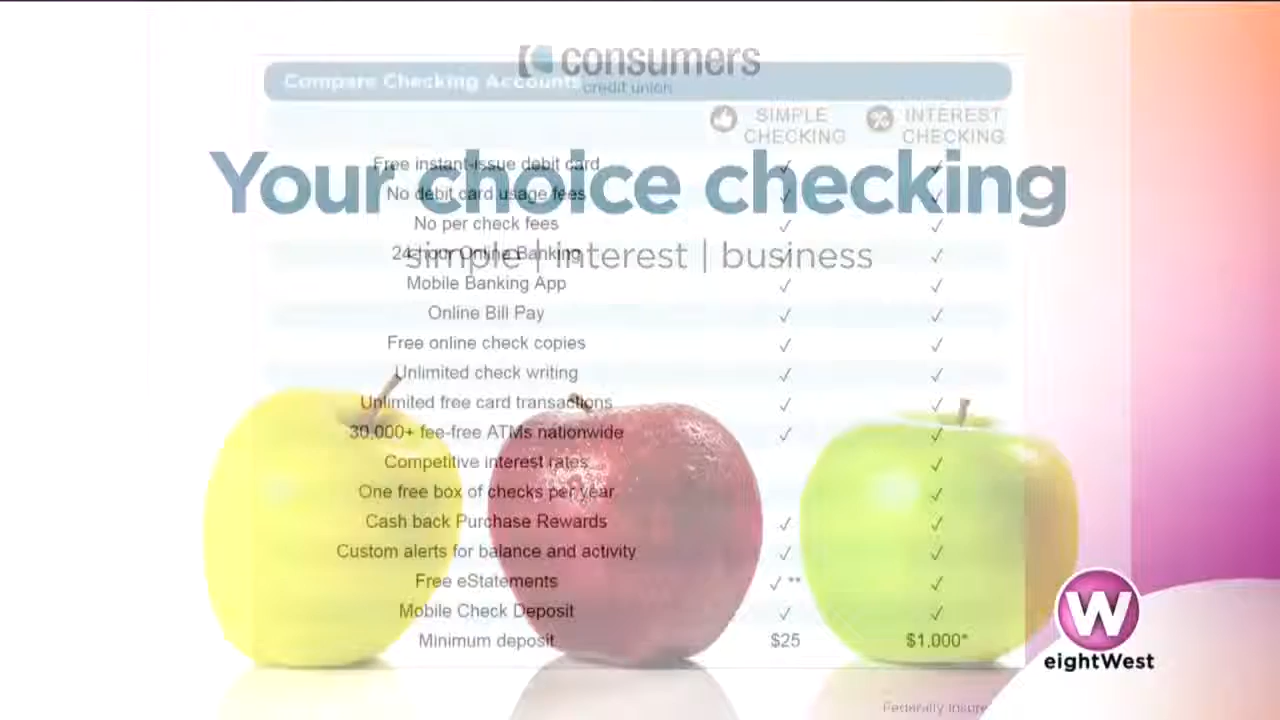 consumers
credit union
Compare Checking Accounts
SIMPLE CHECKING
INTEREST CHECKING
Your choice checking
simple | interest | business
Free instant-issue debit card ✓ ✓
No debit card usage fees ✓ ✓
No per check fees ✓ ✓
24-hour Online Banking ✓ ✓
Mobile Banking App ✓ ✓
Online Bill Pay ✓ ✓
Free online check copies ✓ ✓
Unlimited check writing ✓ ✓
Unlimited free card transactions ✓ ✓
30,000+ fee-free ATMs nationwide ✓ ✓
Competitive interest rates ✓
One free box of checks per year ✓
Cash back Purchase Rewards ✓ ✓
Custom alerts for balance and activity ✓ ✓
Free eStatements ✓** ✓
Mobile Check Deposit ✓ ✓
Minimum deposit $25 $1,000*
W
eightWest
Federally